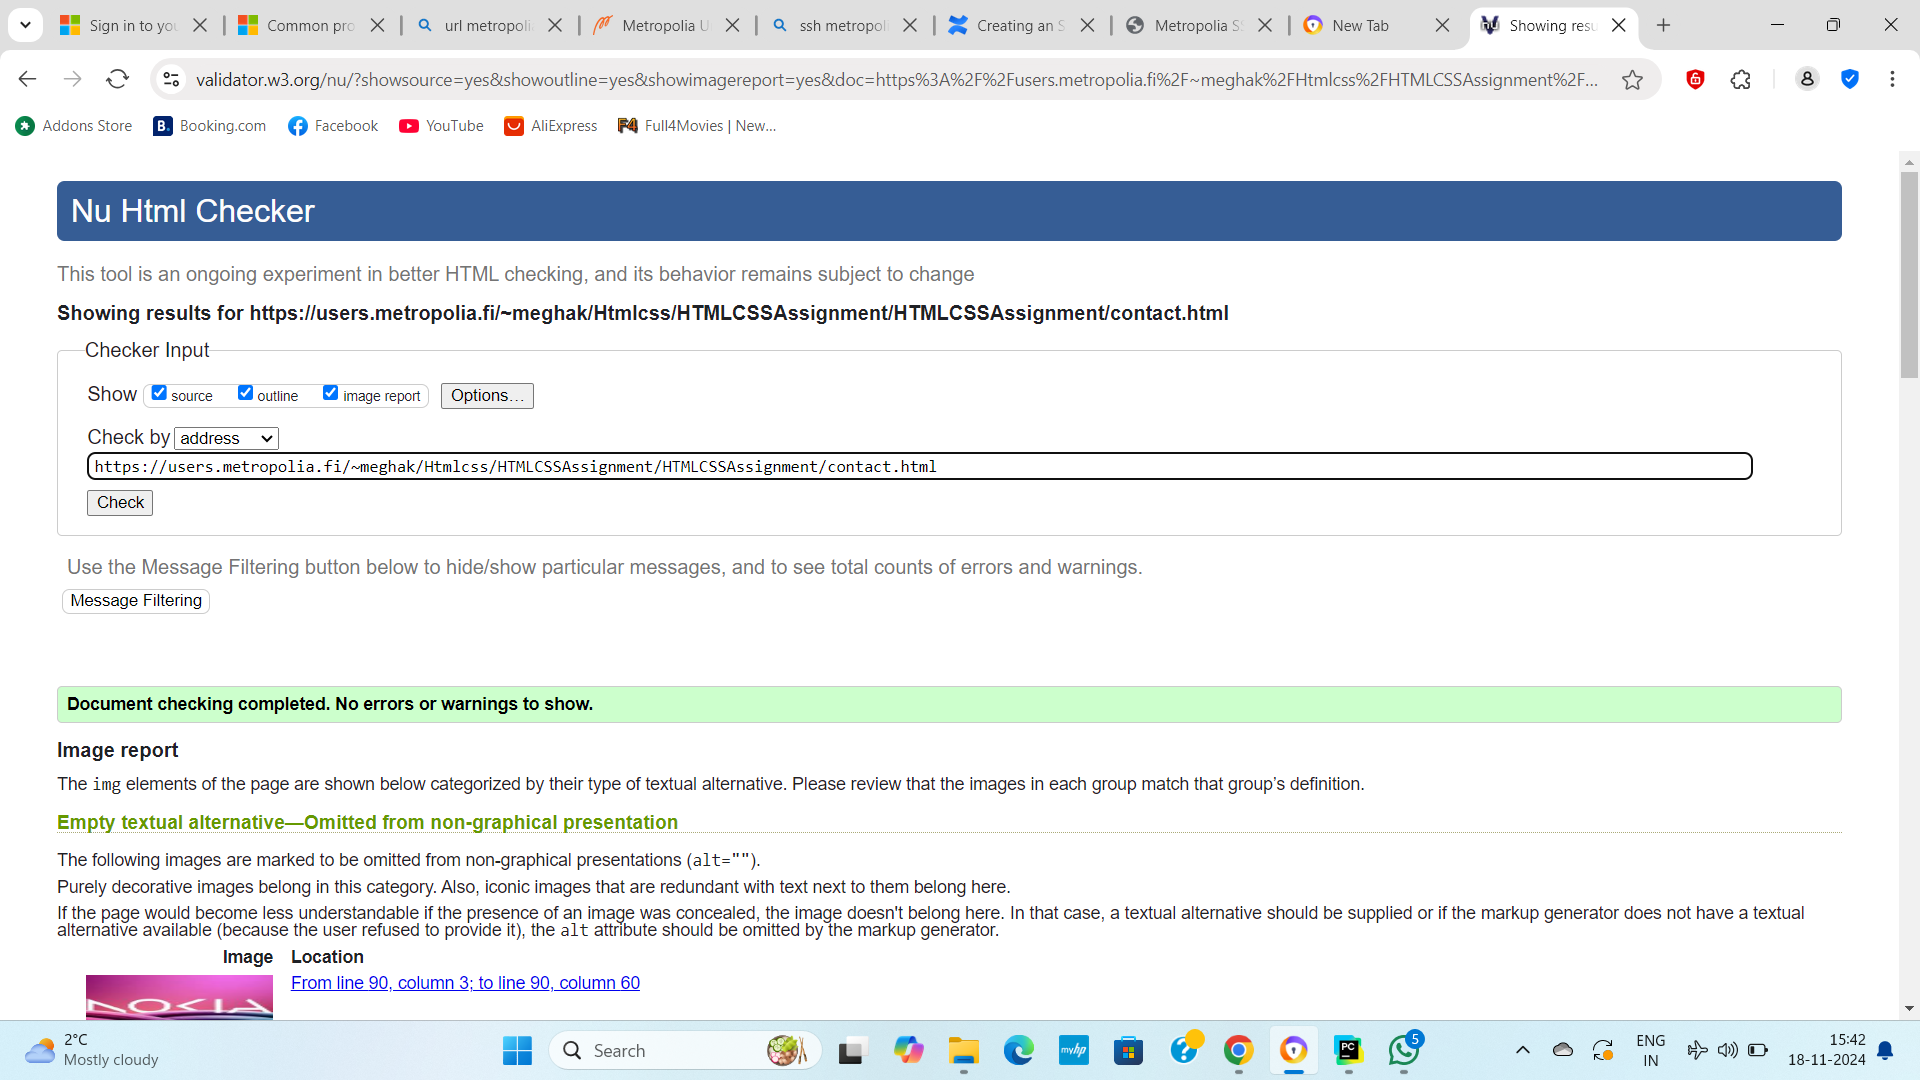 Sign in to you
Common pro
url metropoli
Metropolia U
ssh metropol
Creating an S
Metropolia S
New Tab
Showing resu
validator.w3.org/nu/?showsource=yes&showoutline=yes&showimagereport=yes&doc=https%3A%2F%2Fusers.metropolia.fi%2F~meghak%2FHtmlcss%2FHTMLCSSAssignment%2F...
Addons Store
Booking.com
Facebook
YouTube
AliExpress
Full4Movies | New...
Nu Html Checker
This tool is an ongoing experiment in better HTML checking, and its behavior remains subject to change
Showing results for https://users.metropolia.fi/~meghak/Htmlcss/HTMLCSSAssignment/HTMLCSSAssignment/contact.html
Checker Input
Show source outline image report Options...
Check by address
https://users.metropolia.fi/~meghak/Htmlcss/HTMLCSSAssignment/HTMLCSSAssignment/contact.html
Check
Use the Message Filtering button below to hide/show particular messages, and to see total counts of errors and warnings.
Message Filtering
Document checking completed. No errors or warnings to show.
Image report
The img elements of the page are shown below categorized by their type of textual alternative. Please review that the images in each group match that group's definition.
Empty textual alternative—Omitted from non-graphical presentation
The following images are marked to be omitted from non-graphical presentations (alt="").
Purely decorative images belong in this category. Also, iconic images that are redundant with text next to them belong here.
If the page would become less understandable if the presence of an image was concealed, the image doesn't belong here. In that case, a textual alternative should be supplied or if the markup generator does not have a textual
alternative available (because the user refused to provide it), the alt attribute should be omitted by the markup generator.
Image Location
From line 90, column 3; to line 90, column 60
NOKIA
2°C
Mostly cloudy
Search
myhp
PC
5
ENG
IN
15:42
18-11-2024